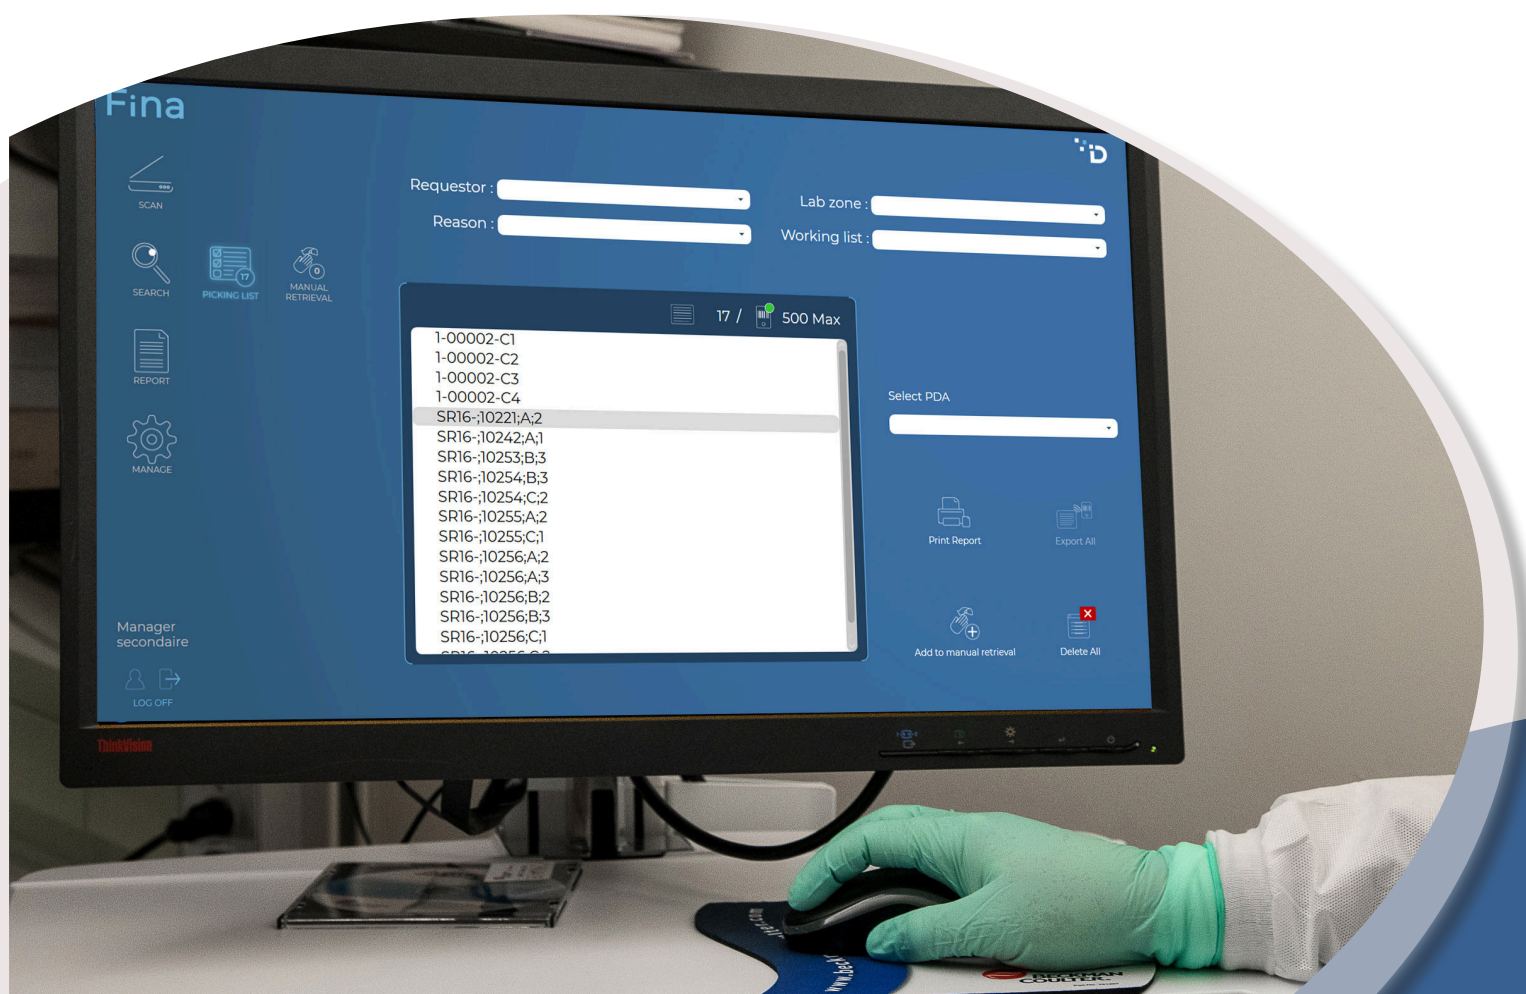 Fina
SCAN
SEARCH
PICKING LIST
17
MANUAL
RETRIEVAL
0
REPORT
MANAGE
Manager
secondaire
LOG OFF
Requestor :
Reason :
Lab zone :
Working list :
17 / 500 Max
1-00002-C1
1-00002-C2
1-00002-C3
1-00002-C4
SR16-;10221;A;2
SR16-;10242;A;1
SR16-;10253;B;3
SR16-;10254;B;3
SR16-;10254;C;2
SR16-;10255;A;2
SR16-;10255;C;1
SR16-;10256;A;2
SR16-;10256;A;3
SR16-;10256;B;2
SR16-;10256;B;3
SR16-;10256;C;1
Select PDA
Print Report
Export All
Add to manual retrieval
Delete All
D
ThinkVision
BECKMAN
COULTER